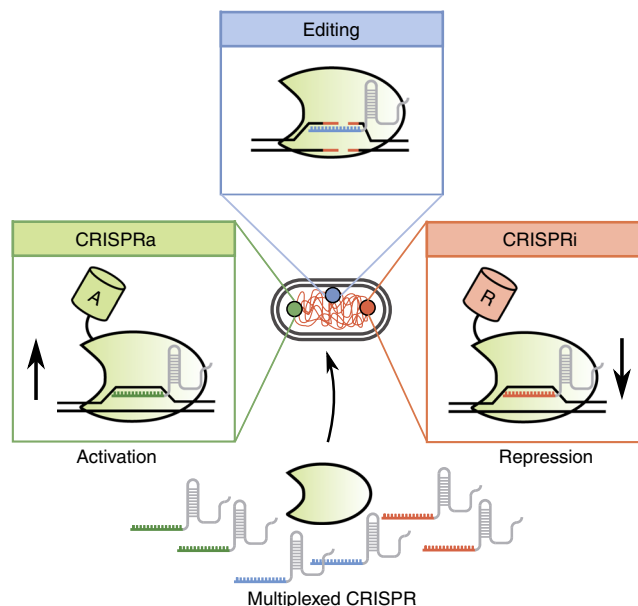 Editing
CRISPRa
A
Activation
CRISPRi
R
Repression
Multiplexed CRISPR